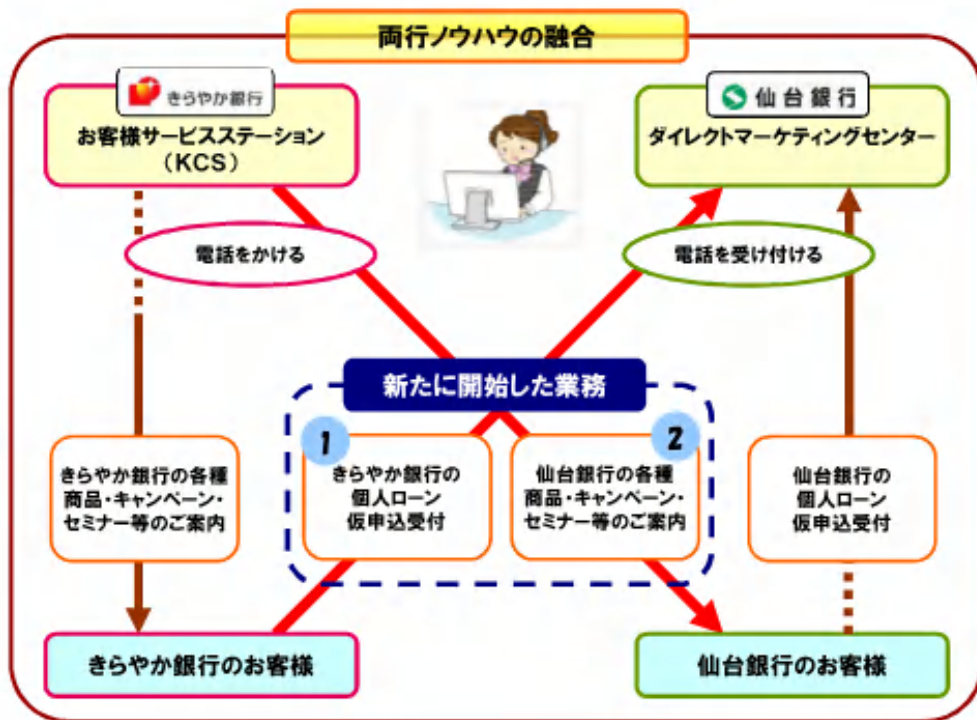 両行ノウハウの融合
きらやか銀行
お客様サービスステーション
（KCS）
仙台銀行
ダイレクトマーケティングセンター
電話をかける
電話を受け付ける
新たに開始した業務
きらやか銀行の各種
商品・キャンペーン・
セミナー等のご案内
1
きらやか銀行の
個人ローン
仮申込受付
2
仙台銀行の各種
商品・キャンペーン・
セミナー等のご案内
仙台銀行の
個人ローン
仮申込受付
きらやか銀行のお客様
仙台銀行のお客様